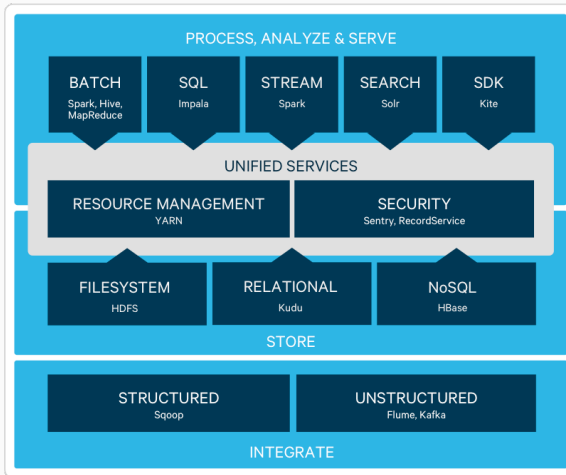 PROCESS, ANALYZE & SERVE
BATCH
Spark, Hive,
MapReduce
SQL
Impala
STREAM
Spark
SEARCH
Solr
SDK
Kite
UNIFIED SERVICES
RESOURCE MANAGEMENT
YARN
SECURITY
Sentry, RecordService
FILESYSTEM
HDFS
RELATIONAL
Kudu
NoSQL
HBase
STORE
STRUCTURED
Sqoop
UNSTRUCTURED
Flume, Kafka
INTEGRATE